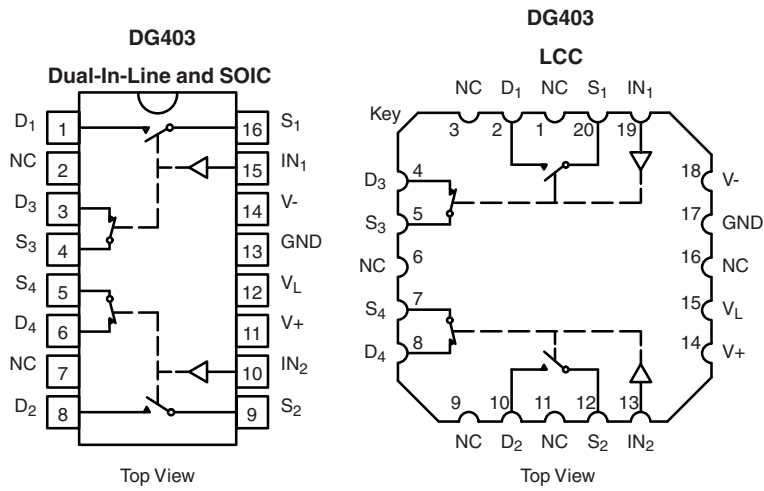 DG403
Dual-In-Line and SOIC
D1 1 16 S1
NC 2 15 IN1
D3 3 14 V-
S3 4 13 GND
S4 5 12 VL
D4 6 11 V+
NC 7 10 IN2
D2 8 9 S2
Top View
DG403
LCC
NC D1 NC S1 IN1
Key
3 2 1 20 19
D3 4 18 V-
S3 5 17 GND
NC 6 16 NC
S4 7 15 VL
D4 8 14 V+
9 10 11 12 13
NC D2 NC S2 IN2
Top View